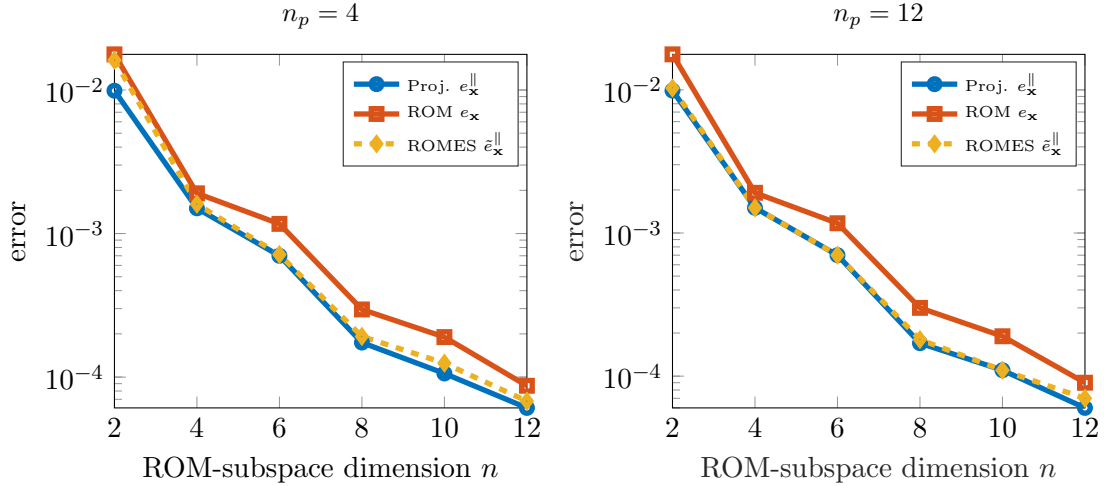 n_p = 4
10^{-2}
10^{-3}
10^{-4}
error
Proj. e_x^∥
ROM e_x
ROMES ẽ_x^∥
2 4 6 8 10 12
ROM-subspace dimension n
n_p = 12
10^{-2}
10^{-3}
10^{-4}
error
Proj. e_x^∥
ROM e_x
ROMES ẽ_x^∥
2 4 6 8 10 12
ROM-subspace dimension n